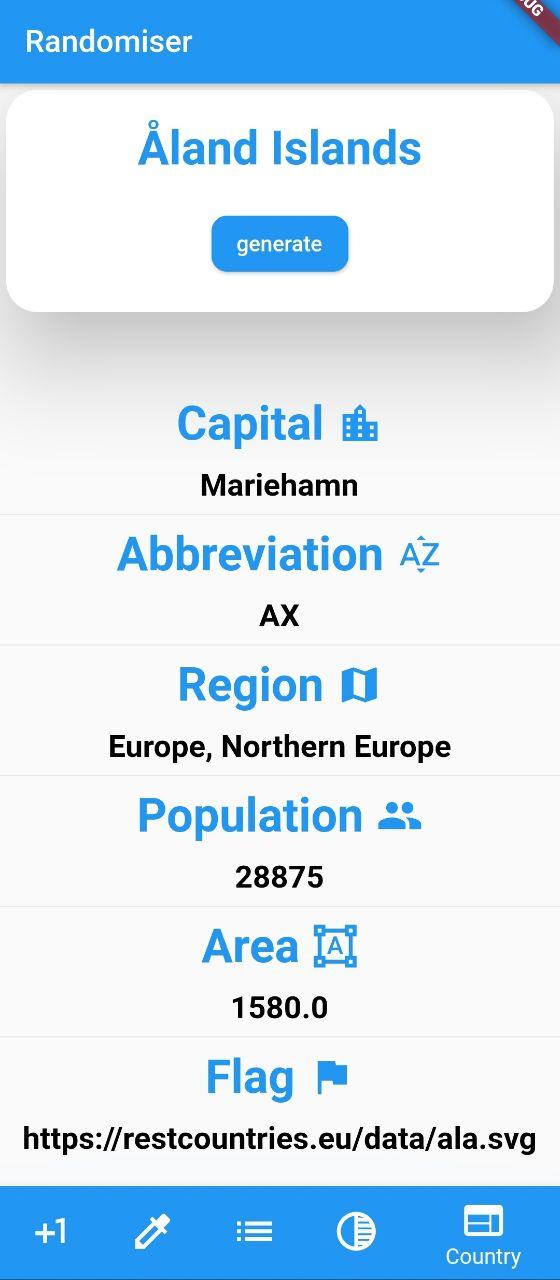 Randomiser
Åland Islands
generate
Capital
Mariehamn
Abbreviation
AX
Region
Europe, Northern Europe
Population
28875
Area
1580.0
Flag
https://restcountries.eu/data/ala.svg
+1
Country